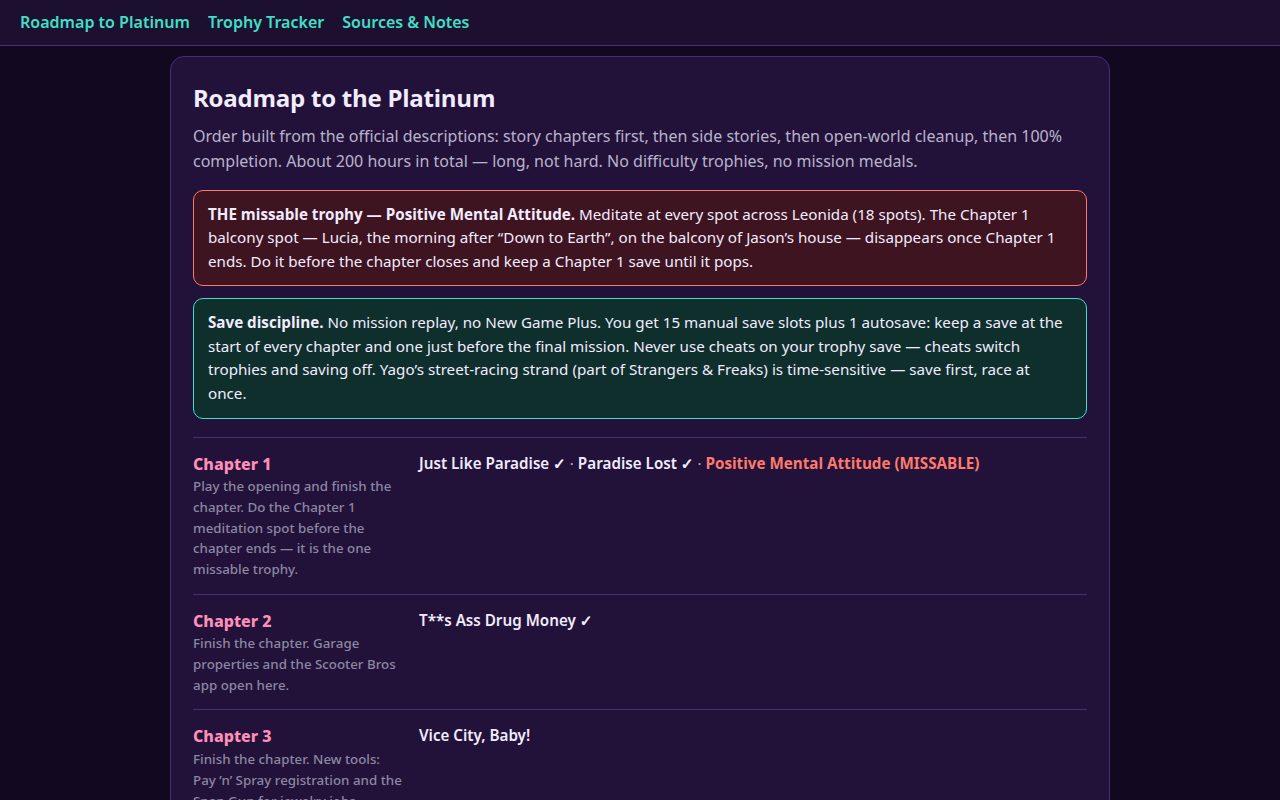 Roadmap to Platinum Trophy Tracker Sources & Notes
Roadmap to the Platinum
Order built from the official descriptions: story chapters first, then side stories, then open-world cleanup, then 100%
completion. About 200 hours in total — long, not hard. No difficulty trophies, no mission medals.
THE missable trophy — Positive Mental Attitude. Meditate at every spot across Leonida (18 spots). The Chapter 1
balcony spot — Lucia, the morning after “Down to Earth”, on the balcony of Jason’s house — disappears once Chapter 1
ends. Do it before the chapter closes and keep a Chapter 1 save until it pops.
Save discipline. No mission replay, no New Game Plus. You get 15 manual save slots plus 1 autosave: keep a save at the
start of every chapter and one just before the final mission. Never use cheats on your trophy save — cheats switch
trophies and saving off. Yago’s street-racing strand (part of Strangers & Freaks) is time-sensitive — save first, race at
once.
Chapter 1
Play the opening and finish the
chapter. Do the Chapter 1
meditation spot before the
chapter ends — it is the one
missable trophy.
Just Like Paradise ✓ · Paradise Lost ✓ · Positive Mental Attitude (MISSABLE)
Chapter 2
Finish the chapter. Garage
properties and the Scooter Bros
app open here.
T**s Ass Drug Money ✓
Chapter 3
Finish the chapter. New tools:
Pay ’n’ Spray registration and the
Vice City, Baby!